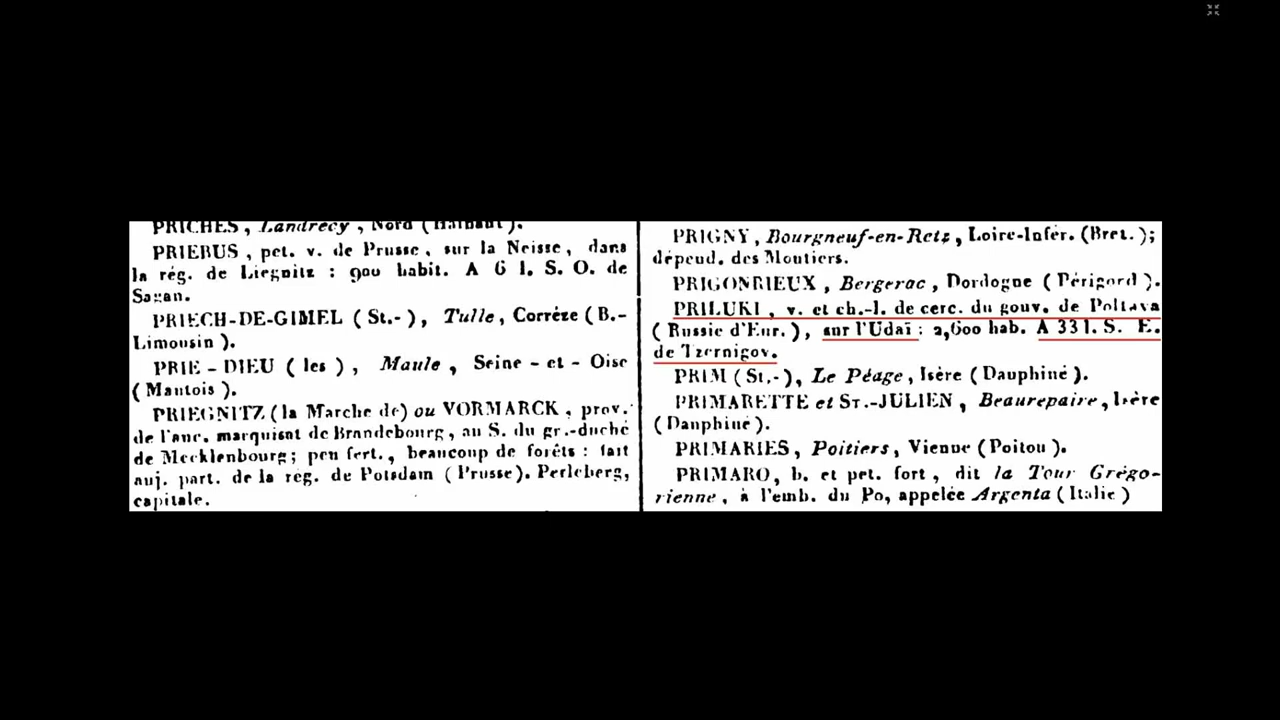 PRICHES, Landrecy, Nord (Hainaut).
PRIEBUS, pet. v. de Prusse, sur la Neisse, dans
la rég. de Liegnitz : 900 habit. A 6 l. S. O. de
Sagan.
PRIECH-DE-GIMEL (St.-), Tulle, Corrèze (B.-
Limousin).
PRIE-DIEU (les), Maule, Seine-et-Oise
(Mantois).
PRIEGNITZ (la Marche de) ou VORMARCK, prov.
de l'anc. marquisat de Brandebourg, au S. du gr.-duché
de Mecklenbourg; peu fert., beaucoup de forêts : fait
auj. part. de la rég. de Potsdam (Prusse). Perleberg,
capitale.
PRIGNY, Bourgneuf-en-Retz, Loire-Infér. (Bret.);
dépend. des Moutiers.
PRIGONRIEUX, Bergerac, Dordogne (Périgord).
PRILUKI, v. et ch.-l. de cerc. du gouv. de Poltava
(Russie d'Eur.), sur l'Udaï : 2,600 hab. A 33 l. S. E.
de Tzernigov.
PRIM (St.-), Le Péage, Isère (Dauphiné).
PRIMARETTE et ST.-JULIEN, Beaurepaire, Isère
(Dauphiné).
PRIMARIES, Poitiers, Vienne (Poitou).
PRIMARO, b. et pet. fort, dit la Tour Grégo-
rienne, à l'emb. du Po, appelée Argenta (Italie)